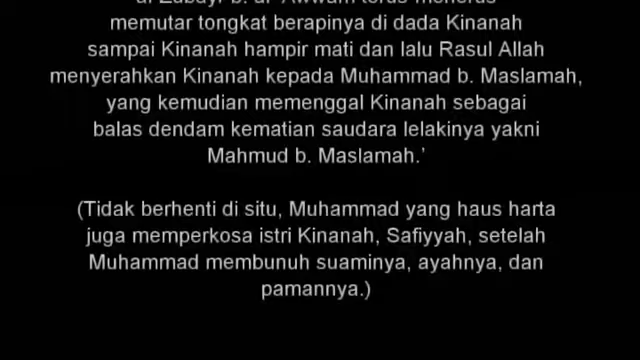 memutar tongkat berapinya di dada Kinanah
sampai Kinanah hampir mati dan lalu Rasul Allah
menyerahkan Kinanah kepada Muhammad b. Maslamah,
yang kemudian memenggal Kinanah sebagai
balas dendam kematian saudara lelakinya yakni
Mahmud b. Maslamah.’
(Tidak berhenti di situ, Muhammad yang haus harta
juga memperkosa istri Kinanah, Safiyyah, setelah
Muhammad membunuh suaminya, ayahnya, dan
pamannya.)